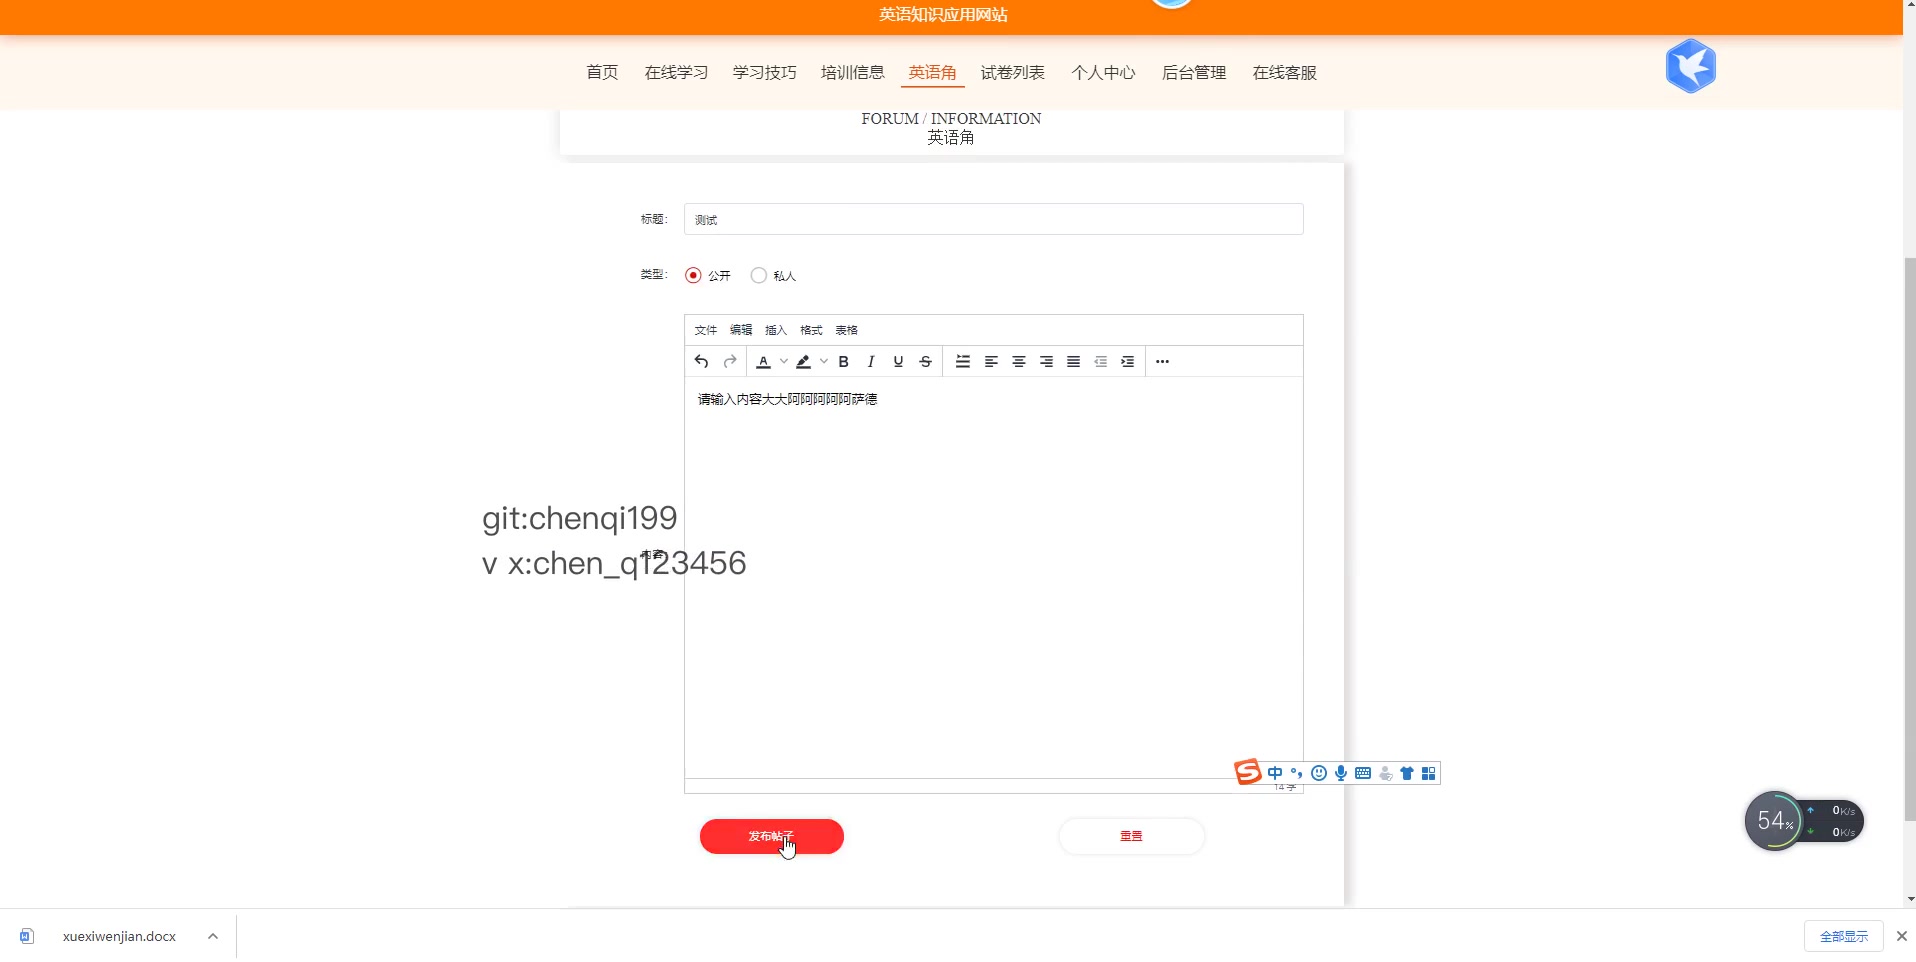 英语知识应用网站
首页 在线学习 学习技巧 培训信息 英语角 试卷列表 个人中心 后台管理 在线客服
FORUM / INFORMATION
英语角
标题： 测试
类型： 公开 私人
文件 编辑 插入 格式 表格
请输入内容大大阿阿阿阿阿萨德
git:chenqi199
内容：
v x:chen_q123456
中
14 字
发布帖子 重置
54%
0K/s
0K/s
xuexiwenjian.docx
全部显示